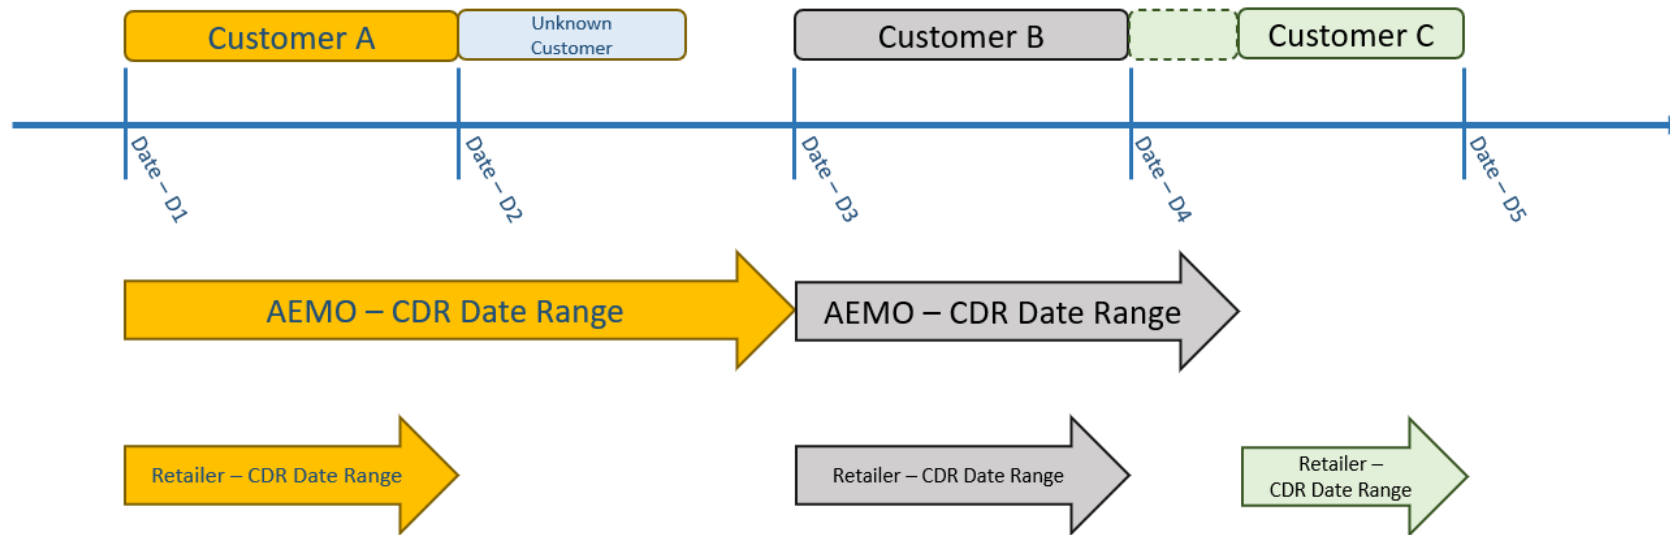 Customer A
Unknown
Customer
Customer B
Customer C
Date – D1
Date – D2
Date – D3
Date – D4
Date – D5
AEMO – CDR Date Range
AEMO – CDR Date Range
Retailer – CDR Date Range
Retailer – CDR Date Range
Retailer –
CDR Date Range